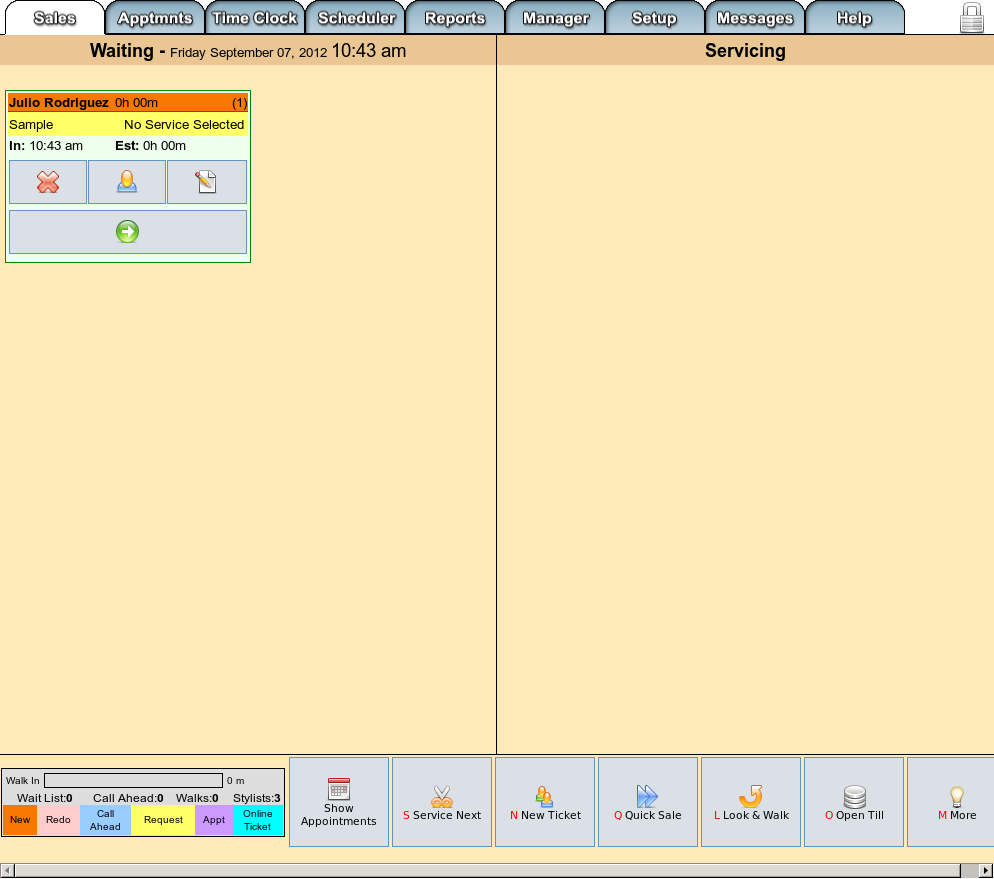 Sales Apptmnts Time Clock Scheduler Reports Manager Setup Messages Help
Waiting - Friday September 07, 2012 10:43 am
Servicing
Julio Rodriguez 0h 00m (1)
Sample No Service Selected
In: 10:43 am Est: 0h 00m
Walk In 0 m
Wait List:0 Call Ahead:0 Walks:0 Stylists:3
New Redo Call Ahead Request Appt Online Ticket
Show
Appointments
S Service Next
N New Ticket
Q Quick Sale
L Look & Walk
O Open Till
M More